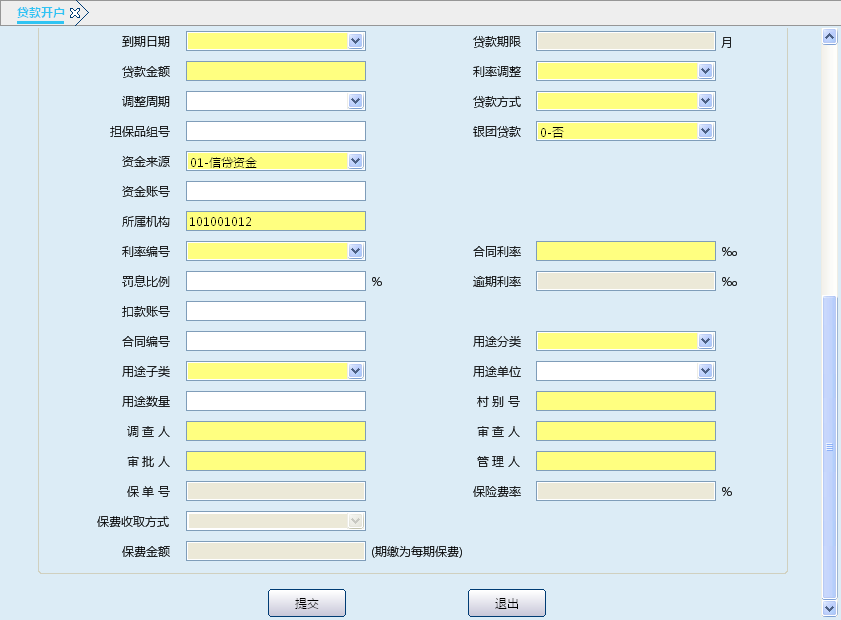 贷款开户
到期日期 贷款期限 月
贷款金额 利率调整
调整周期 贷款方式
担保品组号 银团贷款 0-否
资金来源 01-信贷资金
资金账号
所属机构 101001012
利率编号 合同利率 ‰
罚息比例 % 逾期利率 ‰
扣款账号
合同编号 用途分类
用途子类 用途单位
用途数量 村 别 号
调 查 人 审 查 人
审 批 人 管 理 人
保 单 号 保险费率 %
保费收取方式
保费金额 (期缴为每期保费)
提交 退出